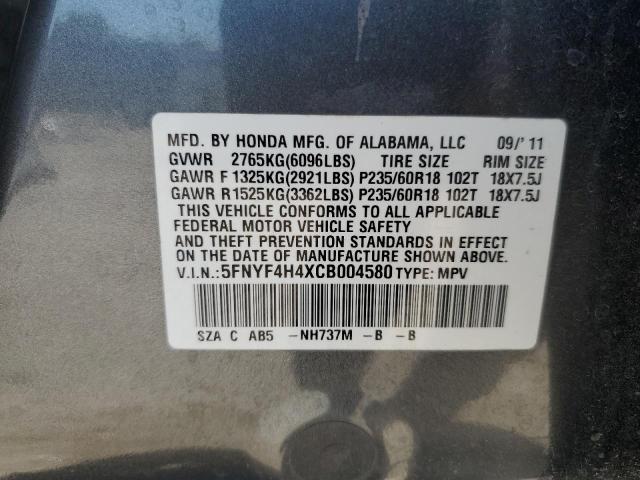 MFD. BY HONDA MFG. OF ALABAMA, LLC 09/' 11
GVWR 2765KG(6096LBS) TIRE SIZE RIM SIZE
GAWR F 1325KG(2921LBS) P235/60R18 102T 18X7.5J
GAWR R1525KG(3362LBS) P235/60R18 102T 18X7.5J
THIS VEHICLE CONFORMS TO ALL APPLICABLE
FEDERAL MOTOR VEHICLE SAFETY
AND THEFT PREVENTION STANDARDS IN EFFECT
ON THE DATE OF MANUFACTURE SHOWN ABOVE.
V.I.N.:5FNYF4H4XCB004580 TYPE: MPV
SZA C AB5 -NH737M -B -B